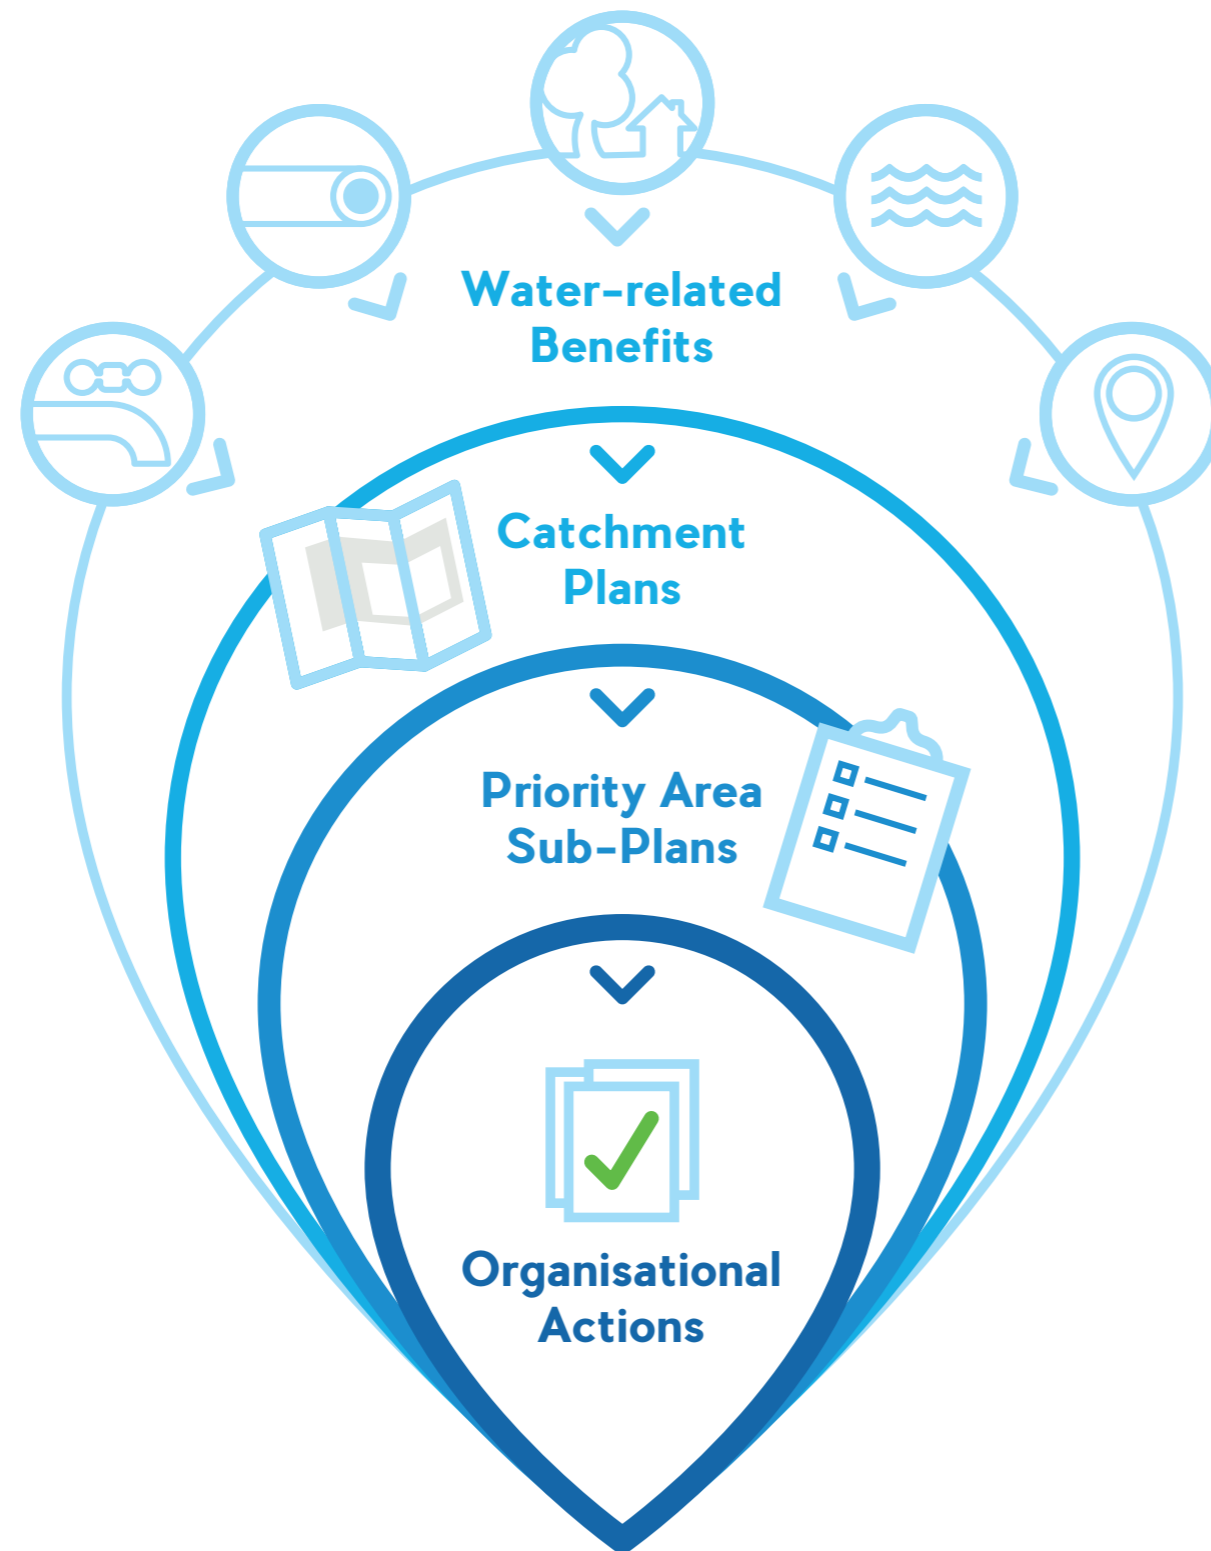 Water-related
Benefits
Catchment
Plans
Priority Area
Sub-Plans
Organisational
Actions